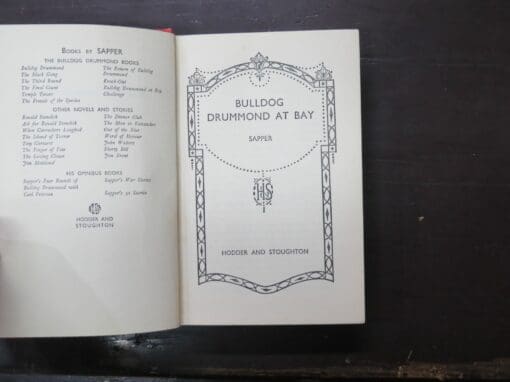 BOOKS BY SAPPER
THE BULLDOG DRUMMOND BOOKS
Bulldog Drummond
The Black Gang
The Third Round
The Final Count
Temple Tower
The Female of the Species
The Return of Bulldog
Drummond
Knock-Out
Bulldog Drummond at Bay
Challenge
OTHER NOVELS AND STORIES
Ronald Standish
Ask for Ronald Standish
When Carruthers Laughed
The Island of Terror
Tiny Carteret
The Finger of Fate
The Saving Clause
Jim Maitland
The Dinner Club
The Man in Ratcatcher
Out of the Blue
Word of Honour
John Walters
Shorty Bill
Jim Brent
HIS OMNIBUS BOOKS
Sapper's Four Rounds of
Bulldog Drummond with
Carl Peterson
Sapper's War Stories
Sapper's 51 Stories
HODDER AND
STOUGHTON
BULLDOG
DRUMMOND AT BAY
SAPPER
HS
HODDER AND STOUGHTON